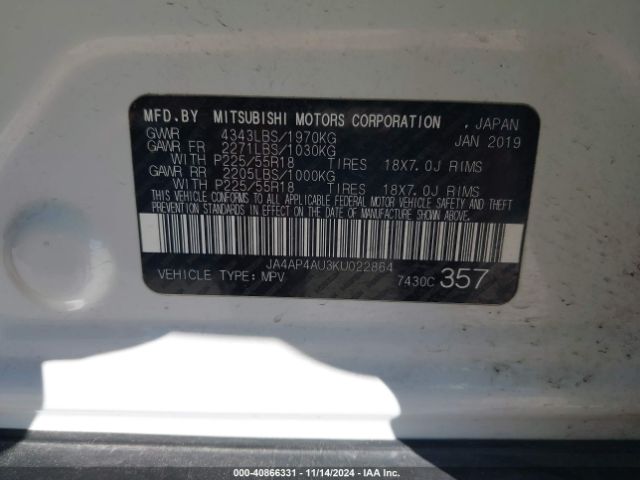 MFD.BY MITSUBISHI MOTORS CORPORATION , JAPAN
GVWR 4343LBS/1970KG JAN 2019
GAWR FR 2271LBS/1030KG
WITH P225/55R18 TIRES 18X7.0J RIMS
GAWR RR 2205LBS/1000KG
WITH P225/55R18 TIRES 18X7.0J RIMS
THIS VEHICLE CONFORMS TO ALL APPLICABLE FEDERAL MOTOR VEHICLE SAFETY AND THEFT
PREVENTION STANDARDS IN EFFECT ON THE DATE OF MANUFACTURE SHOWN ABOVE.
JA4AP4AU3KU022864
VEHICLE TYPE: MPV 7430C 357
000-40866331 - 11/14/2024 - IAA Inc.